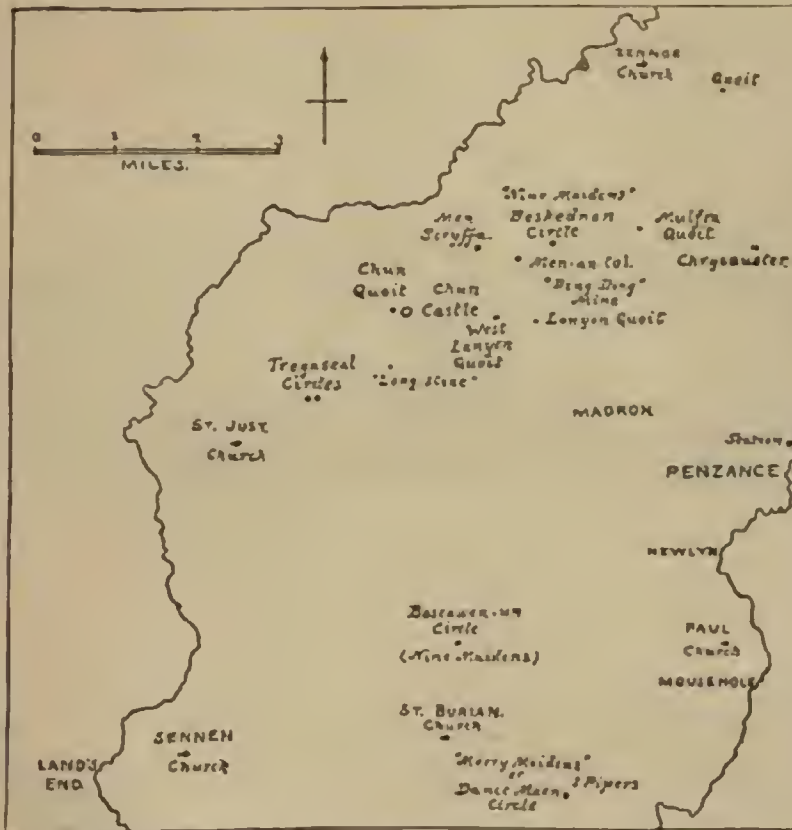 ZENNOR
Church
Quoit
0 1 2 3
MILES.
"Nine Maidens"
Boskednan
Circle
Men
Scryffa.
Mulfra
Quoit
Chrysauster
Men-an tol.
"Ding Dong"
Mine
Chun
Quoit
Chun
Castle
West
Lanyon
Quoit
Lanyon Quoit
Tregaseal
Circles
"Long stone"
MADRON
ST. JUST.
Church
Station
PENZANCE
NEWLYN
Boscawen-un
Circle
(Nine Maidens)
PAUL
Church
MOUSEHOLE
ST. BURIAN.
Church
SENNEN
Church
LAND'S
END.
"Merry Maidens"
or
Dance Maen
Circle
2 Pipers